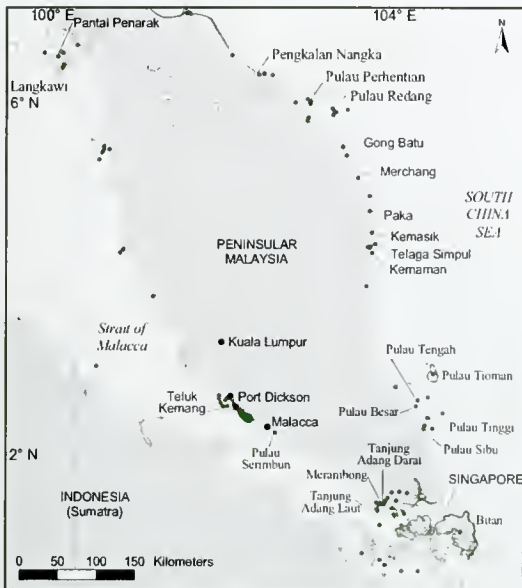 100° E
104° E
N
Pantai Penarak
Langkawi
6° N
Pengkalan Nangka
Pulau Perhentian
Pulau Redang
Gong Batu
Merchang
SOUTH
CHINA
SEA
Paka
Kemasik
Telaga Simpul
Kemaman
PENINSULAR
MALAYSIA
Strait of
Malacca
Kuala Lumpur
Pulau Tengah
Pulau Tioman
Teluk
Kemang
Port Dickson
Pulau Besar
Malacca
Pulau Tinggi
Pulau
Serimbun
Pulau Sibu
2° N
Tanjung
Adang Darat
Merambong
SINGAPORE
Tanjung
Adang Laut
INDONESIA
(Sumatra)
Bitan
0 50 100 150 Kilometers